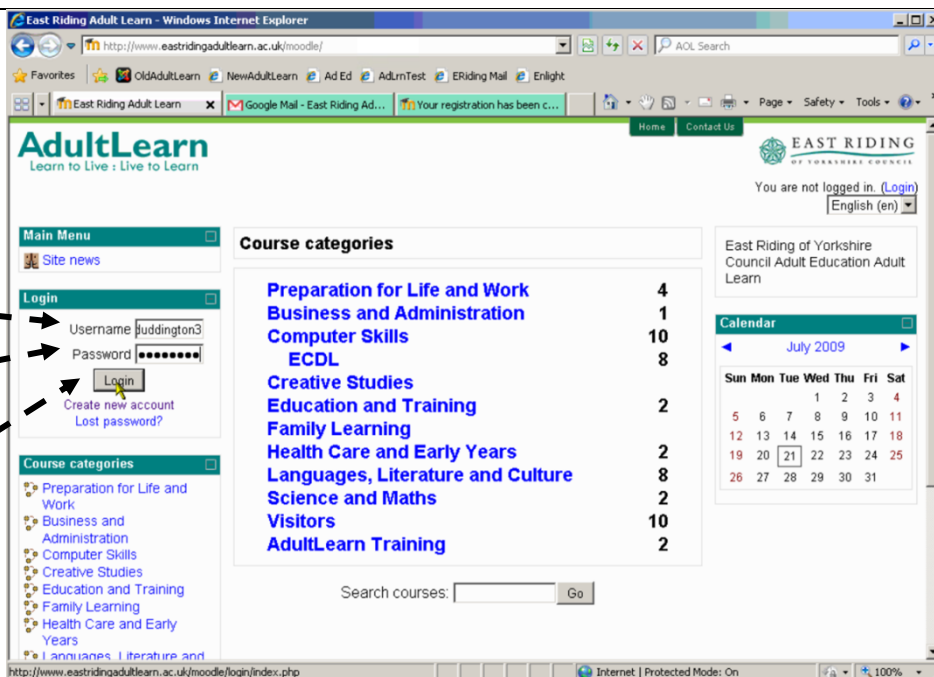 East Riding Adult Learn - Windows Internet Explorer
http://www.eastridingadultlearn.ac.uk/moodle/
AOL Search
Favorites OldAdultLearn NewAdultLearn Ad Ed AdLrnTest ERiding Mail Enlight
East Riding Adult Learn Google Mail - East Riding Ad... Your registration has been c... Page Safety Tools
Home Contact Us
AdultLearn
Learn to Live : Live to Learn
EAST RIDING
OF YORKSHIRE COUNCIL
You are not logged in. (Login)
English (en)
Main Menu
Site news
Login
Username duddington3
Password ●●●●●●●●
Login
Create new account
Lost password?
Course categories
Preparation for Life and
Work
Business and
Administration
Computer Skills
Creative Studies
Education and Training
Family Learning
Health Care and Early
Years
Languages, Literature and
Course categories
Preparation for Life and Work 4
Business and Administration 1
Computer Skills 10
ECDL 8
Creative Studies
Education and Training 2
Family Learning
Health Care and Early Years 2
Languages, Literature and Culture 8
Science and Maths 2
Visitors 10
AdultLearn Training 2
Search courses: Go
East Riding of Yorkshire
Council Adult Education Adult
Learn
Calendar
July 2009
Sun Mon Tue Wed Thu Fri Sat
1 2 3 4
5 6 7 8 9 10 11
12 13 14 15 16 17 18
19 20 21 22 23 24 25
26 27 28 29 30 31
http://www.eastridingadultlearn.ac.uk/moodle/login/index.php Internet | Protected Mode: On 100%